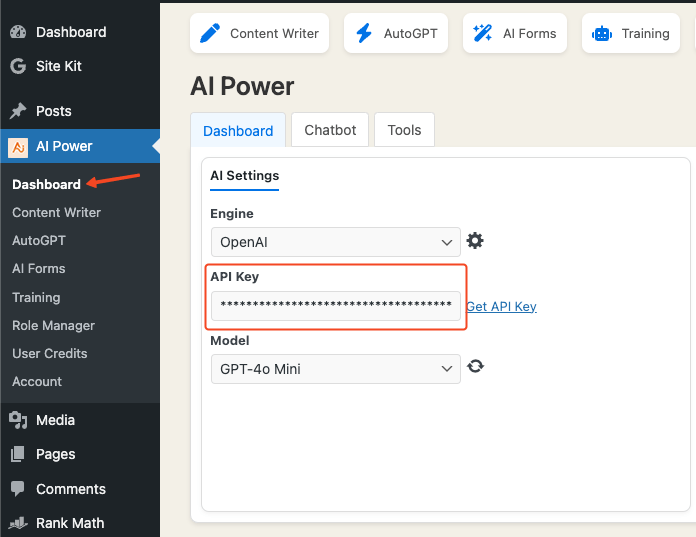 Dashboard
Site Kit
Posts
AI Power
Dashboard
Content Writer
AutoGPT
AI Forms
Training
Role Manager
User Credits
Account
Media
Pages
Comments
Rank Math
Content Writer
AutoGPT
AI Forms
Training
AI Power
Dashboard
Chatbot
Tools
AI Settings
Engine
OpenAI
API Key
************************************
Get API Key
Model
GPT-4o Mini